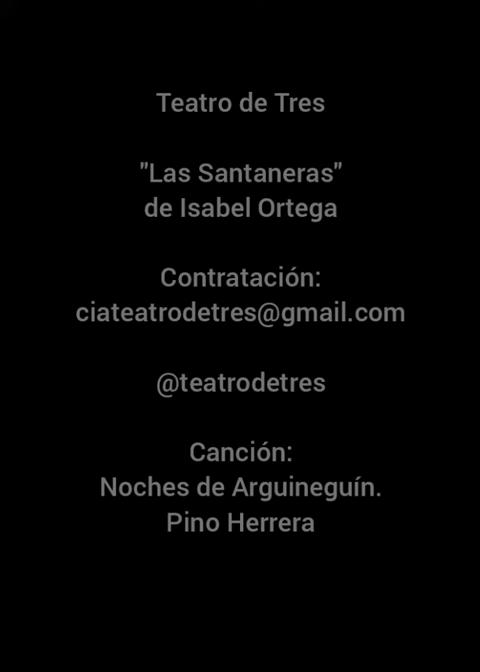 Teatro de Tres
"Las Santaneras"
de Isabel Ortega
Contratación:
ciateatrodetres@gmail.com
@teatrodetres
Canción:
Noches de Arguineguín.
Pino Herrera